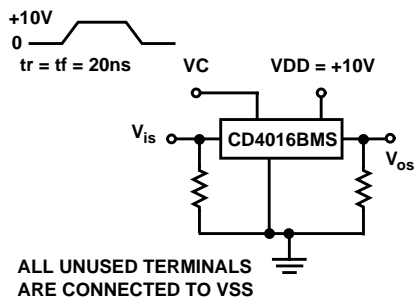 +10V
0
tr = tf = 20ns
VC
VDD = +10V
Vis
CD4016BMS
Vos
ALL UNUSED TERMINALS
ARE CONNECTED TO VSS